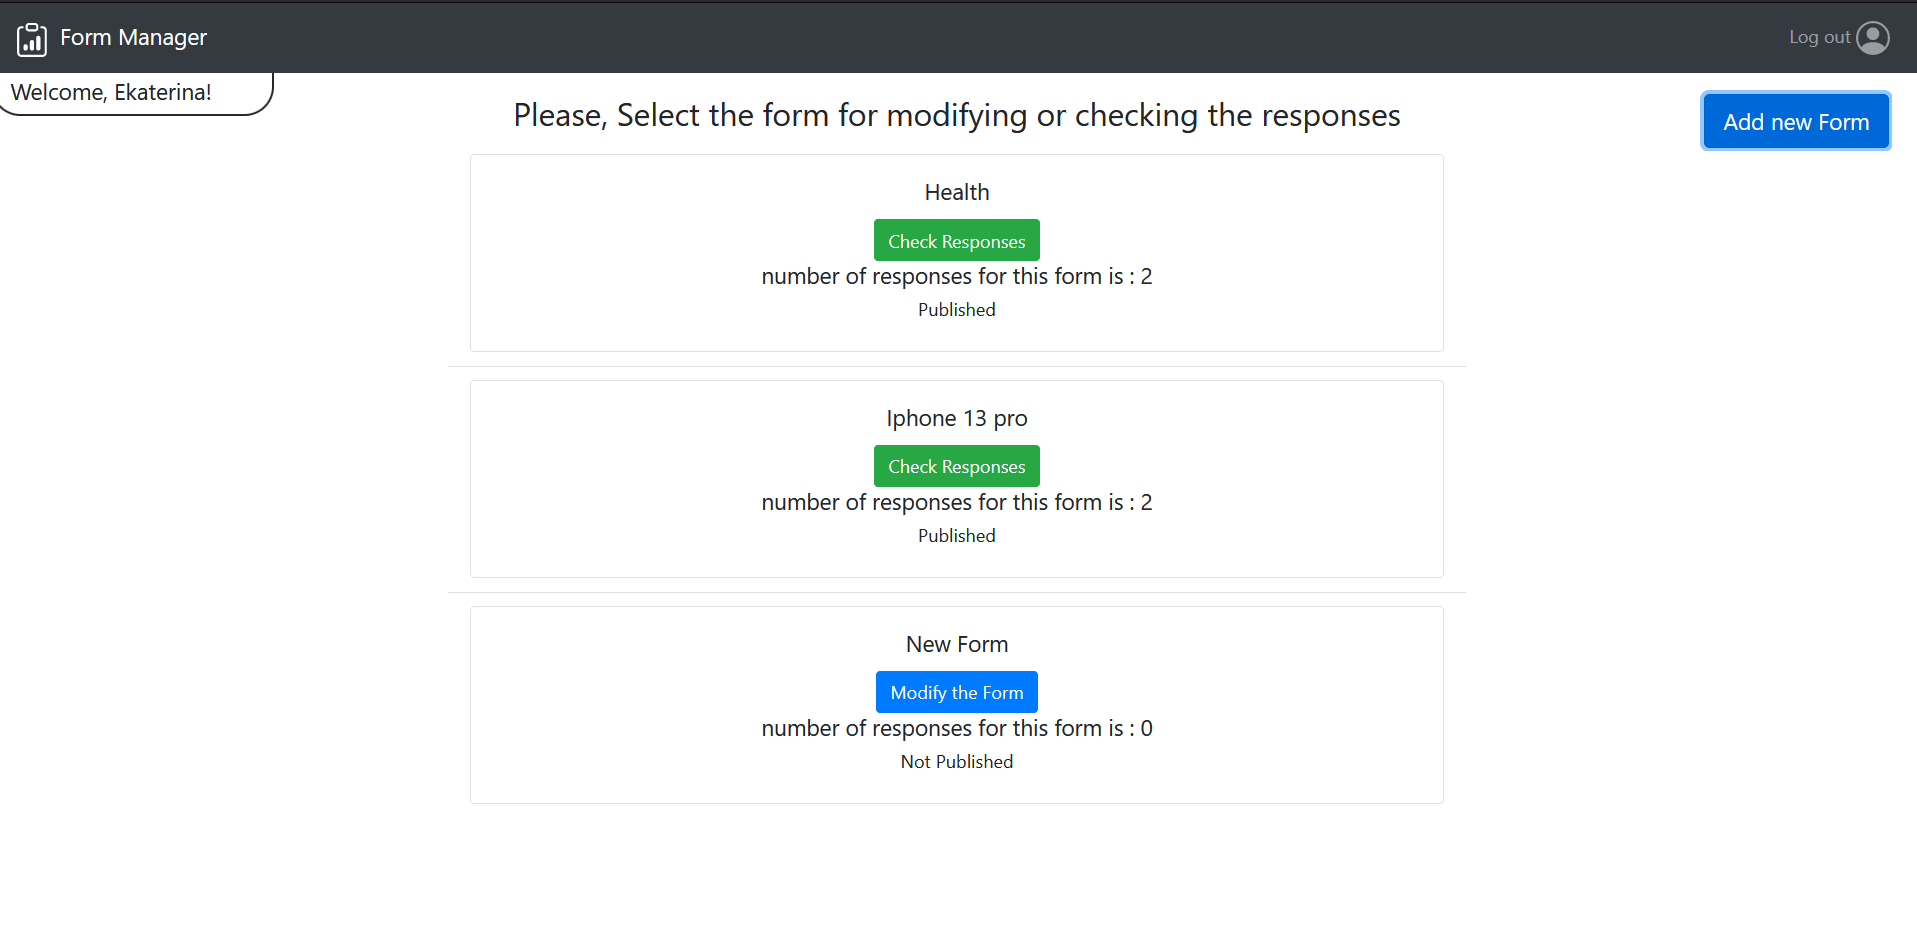 Form Manager
Log out
Welcome, Ekaterina!
Please, Select the form for modifying or checking the responses
Add new Form
Health
Check Responses
number of responses for this form is : 2
Published
Iphone 13 pro
Check Responses
number of responses for this form is : 2
Published
New Form
Modify the Form
number of responses for this form is : 0
Not Published